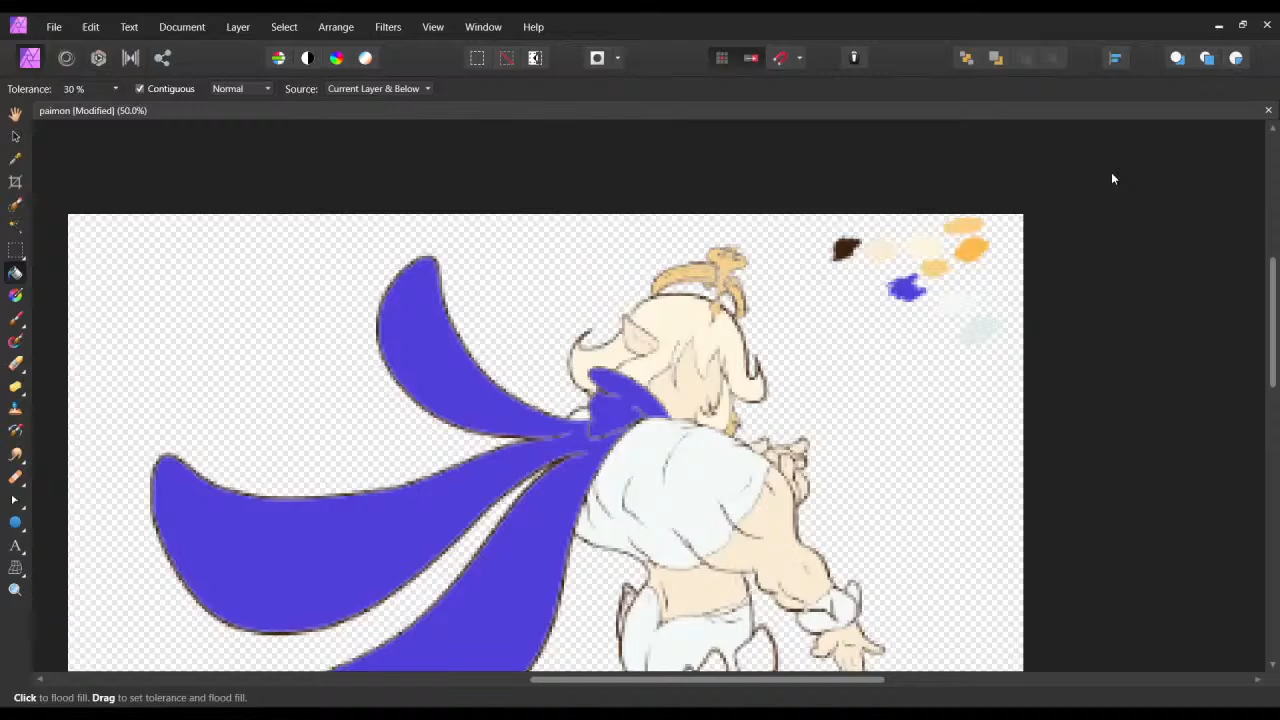 File Edit Text Document Layer Select Arrange Filters View Window Help
Tolerance: 30 % Contiguous Normal Source: Current Layer & Below
paimon [Modified] (50.0%)
Click to flood fill. Drag to set tolerance and flood fill.